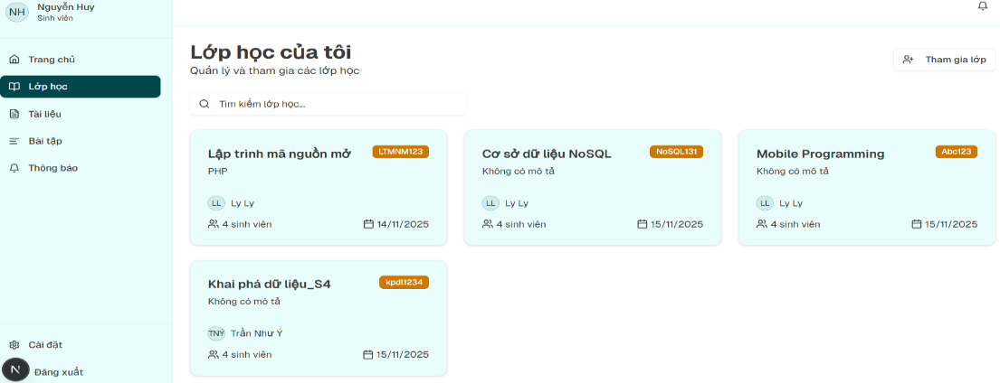 NH
Nguyễn Huy
Sinh viên
Trang chủ
Lớp học
Tài liệu
Bài tập
Thông báo
Cài đặt
N
Đăng xuất
Lớp học của tôi
Quản lý và tham gia các lớp học
Tham gia lớp
Tìm kiếm lớp học...
Lập trình mã nguồn mở
LTMNM123
PHP
LL Ly Ly
4 sinh viên 14/11/2025
Cơ sở dữ liệu NoSQL
NoSQL131
Không có mô tả
LL Ly Ly
4 sinh viên 15/11/2025
Mobile Programming
Abc123
Không có mô tả
LL Ly Ly
4 sinh viên 15/11/2025
Khai phá dữ liệu_S4
kpdl1234
Không có mô tả
TNÝ Trần Như Ý
4 sinh viên 15/11/2025